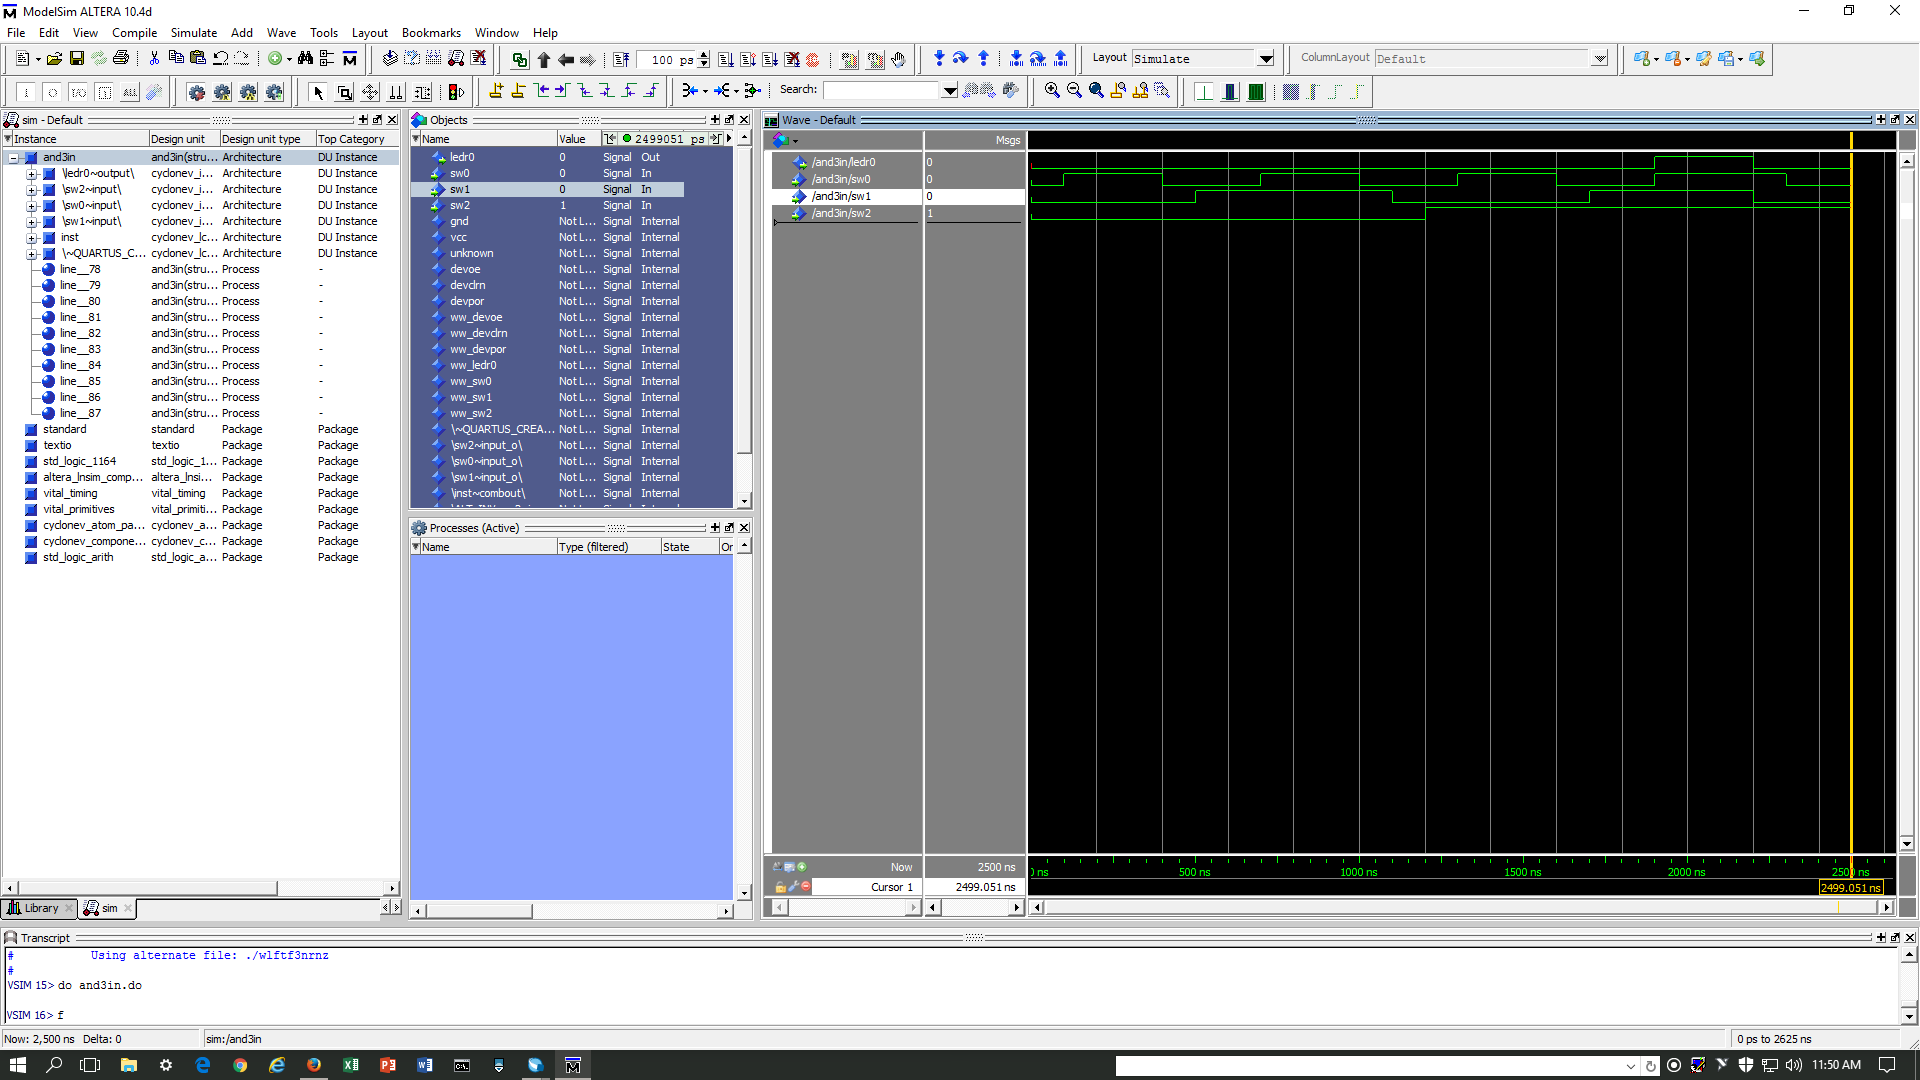 ModelSim ALTERA 10.4d
File Edit View Compile Simulate Add Wave Tools Layout Bookmarks Window Help
100 ps Layout Simulate ColumnLayout Default
Search:
sim - Default
Instance Design unit Design unit type Top Category
and3in and3in(stru... Architecture DU Instance
\ledr0~output\ cyclonev_i... Architecture DU Instance
\sw2~input\ cyclonev_i... Architecture DU Instance
\sw0~input\ cyclonev_i... Architecture DU Instance
\sw1~input\ cyclonev_i... Architecture DU Instance
inst cyclonev_lc... Architecture DU Instance
\~QUARTUS_C... cyclonev_lc... Architecture DU Instance
line__78 and3in(stru... Process -
line__79 and3in(stru... Process -
line__80 and3in(stru... Process -
line__81 and3in(stru... Process -
line__82 and3in(stru... Process -
line__83 and3in(stru... Process -
line__84 and3in(stru... Process -
line__85 and3in(stru... Process -
line__86 and3in(stru... Process -
line__87 and3in(stru... Process -
standard standard Package Package
textio textio Package Package
std_logic_1164 std_logic_1... Package Package
altera_lnsim_comp... altera_lnsi... Package Package
vital_timing vital_timing Package Package
vital_primitives vital_primiti... Package Package
cyclonev_atom_pa... cyclonev_a... Package Package
cyclonev_compone... cyclonev_c... Package Package
std_logic_arith std_logic_a... Package Package
Library sim
Objects
Name Value 2499051 ps
ledr0 0 Signal Out
sw0 0 Signal In
sw1 0 Signal In
sw2 1 Signal In
gnd Not L... Signal Internal
vcc Not L... Signal Internal
unknown Not L... Signal Internal
devoe Not L... Signal Internal
devclrn Not L... Signal Internal
devpor Not L... Signal Internal
ww_devoe Not L... Signal Internal
ww_devclrn Not L... Signal Internal
ww_devpor Not L... Signal Internal
ww_ledr0 Not L... Signal Internal
ww_sw0 Not L... Signal Internal
ww_sw1 Not L... Signal Internal
ww_sw2 Not L... Signal Internal
\~QUARTUS_CREA... Not L... Signal Internal
\sw2~input_o\ Not L... Signal Internal
\sw0~input_o\ Not L... Signal Internal
\sw1~input_o\ Not L... Signal Internal
\inst~combout\ Not L... Signal Internal
Processes (Active)
Name Type (filtered) State Or
Wave - Default
Msgs
/and3in/ledr0 0
/and3in/sw0 0
/and3in/sw1 0
/and3in/sw2 1
Now 2500 ns ns 500 ns 1000 ns 1500 ns 2000 ns 2500 ns
Cursor 1 2499.051 ns 2499.051 ns
Transcript
# Using alternate file: ./wlftf3nrnz
#
VSIM 15> do and3in.do
VSIM 16> f
Now: 2,500 ns Delta: 0 sim:/and3in 0 ps to 2625 ns
11:50 AM